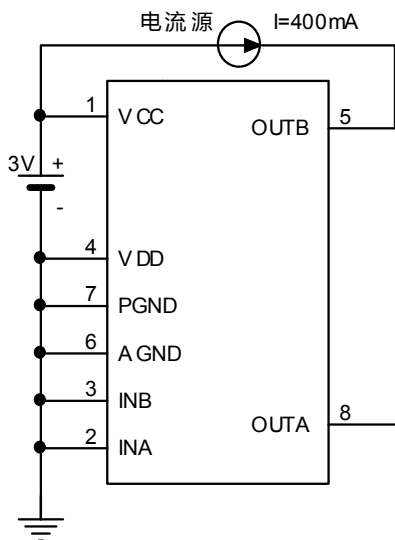 电流源 I=400mA
1 VCC
OUTB 5
3V +
-
4 VDD
7 PGND
6 AGND
3 INB
OUTA 8
2 INA